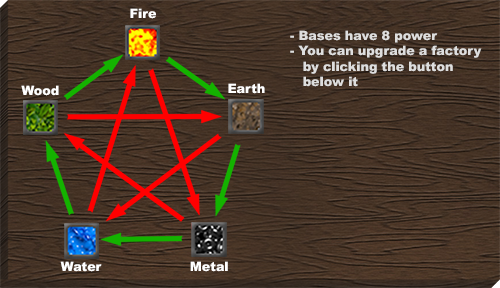 Fire
- Bases have 8 power
- You can upgrade a factory
by clicking the button
below it
Wood
Earth
Water
Metal